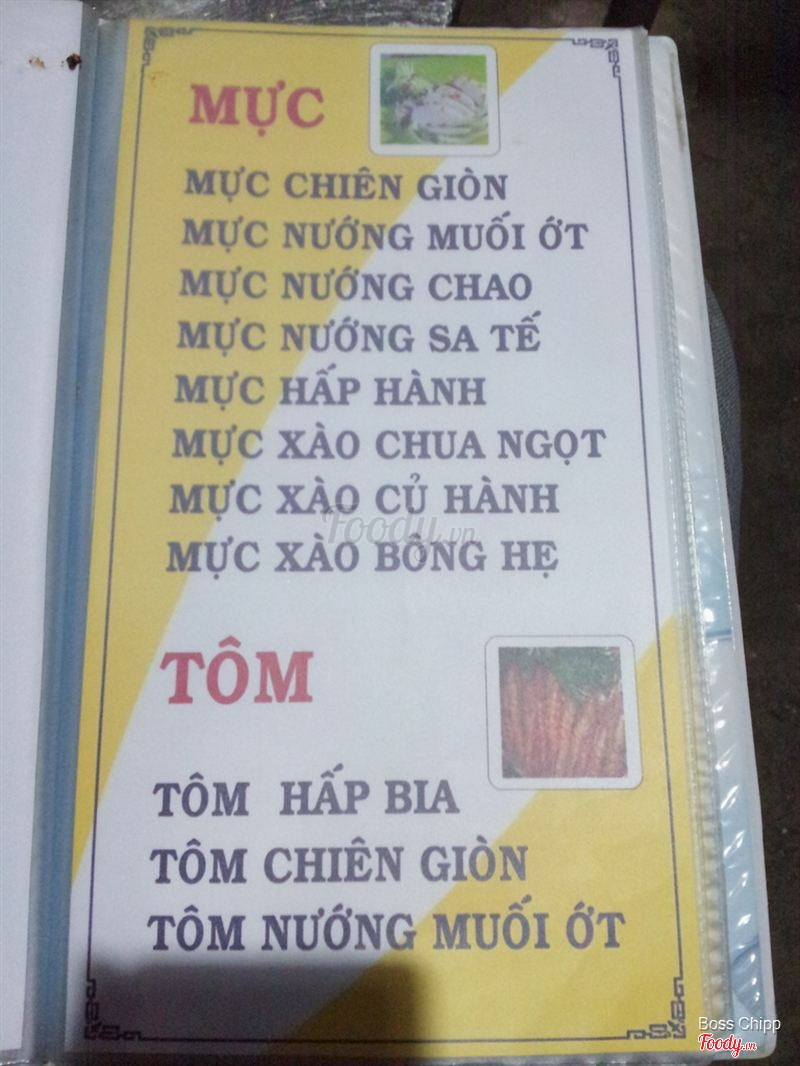 MỰC
MỰC CHIÊN GIÒN
MỰC NƯỚNG MUỐI ỚT
MỰC NƯỚNG CHAO
MỰC NƯỚNG SA TẾ
MỰC HẤP HÀNH
MỰC XÀO CHUA NGỌT
MỰC XÀO CỦ HÀNH
Foody.vn
MỰC XÀO BÔNG HẸ
TÔM
TÔM HẤP BIA
TÔM CHIÊN GIÒN
TÔM NƯỚNG MUỐI ỚT
Boss Chipp
Foody.vn